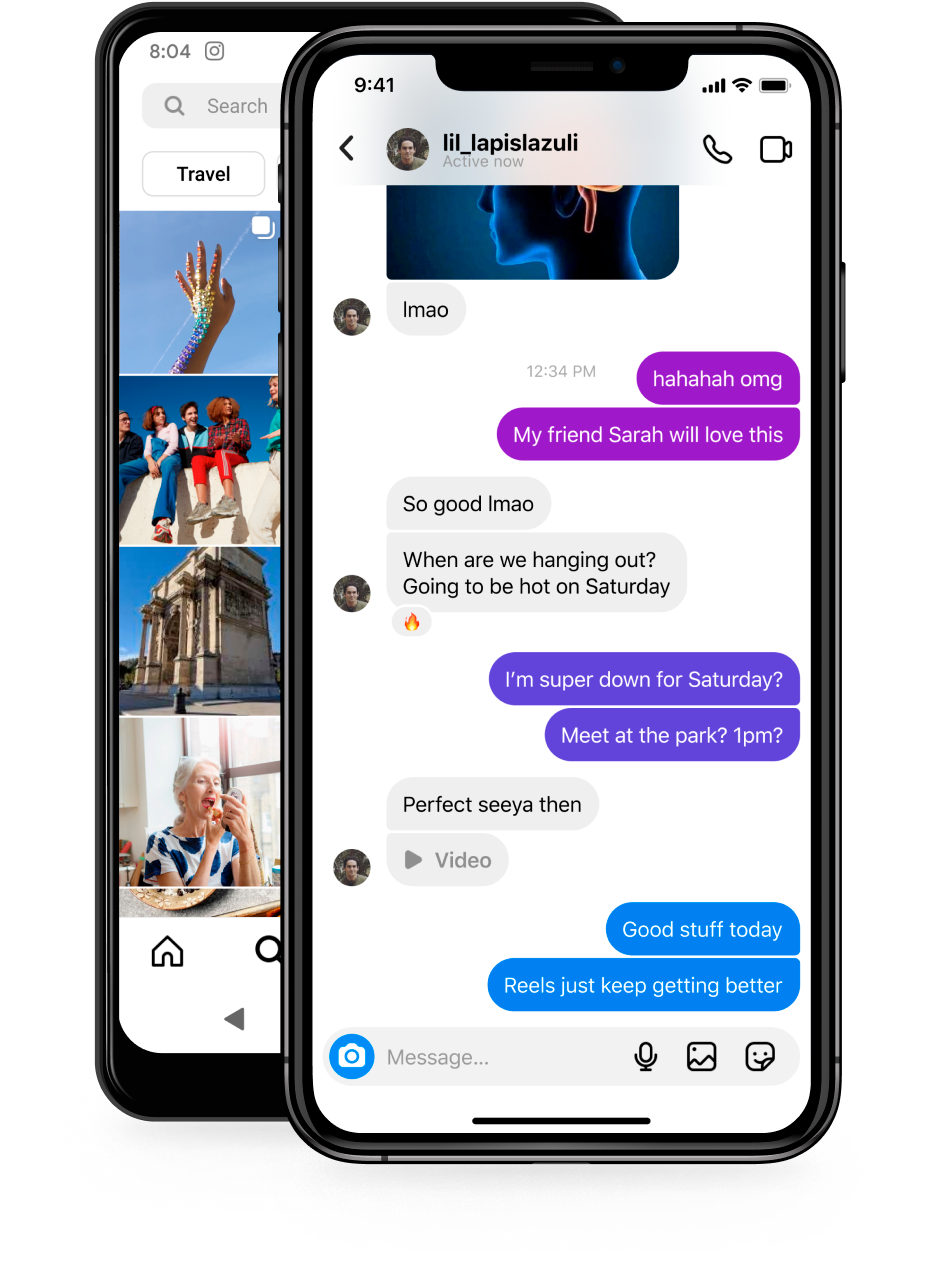 8:04
Search
Travel
9:41
lil_lapislazuli
Active now
lmao
12:34 PM
hahahah omg
My friend Sarah will love this
So good lmao
When are we hanging out?
Going to be hot on Saturday
I'm super down for Saturday?
Meet at the park? 1pm?
Perfect seeya then
Video
Good stuff today
Reels just keep getting better
Message...